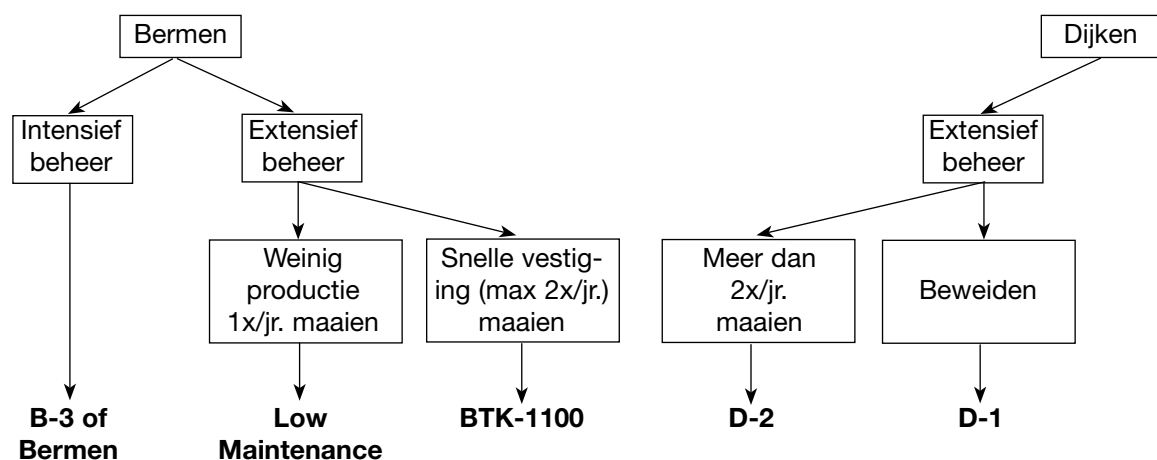 Bermen
Dijken
Intensief
beheer
Extensief
beheer
Extensief
beheer
Weinig
productie
1x/jr. maaien
Snelle vestig-
ing (max 2x/jr.)
maaien
Meer dan
2x/jr.
maaien
Beweiden
B-3 of
Bermen
Low
Maintenance
BTK-1100
D-2
D-1